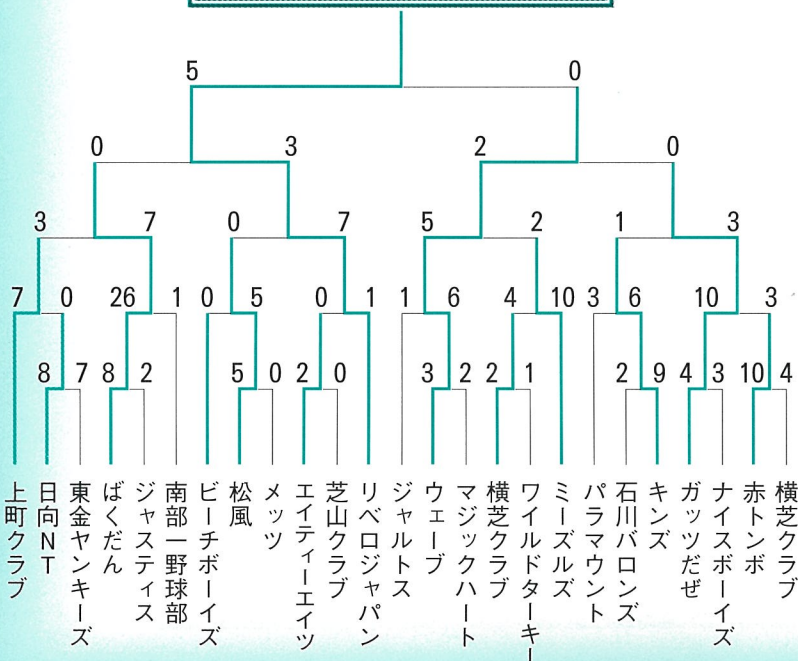 5 0
0 3 2 0
3 7 0 7 5 2 1 3
7 0 26 1 0 5 0 1 1 6 4 10 3 6 10 3
8 7 8 2 5 0 2 0 3 2 2 1 2 9 4 3 10 4
上町クラブ
日向NT
東金ヤンキーズ
ばくだん
ジャスティス
南部一野球部
ビーチボーイズ
松風
メッツ
エイティーエイツ
芝山クラブ
リベロジャパン
ジャルトス
ウェーブ
マジックハート
横芝クラブ
ワイルドターキー
ミーズルズ
パラマウント
石川バロンズ
キンズ
ガッツだぜ
ナイスボーイズ
赤トンボ
横芝クラブ